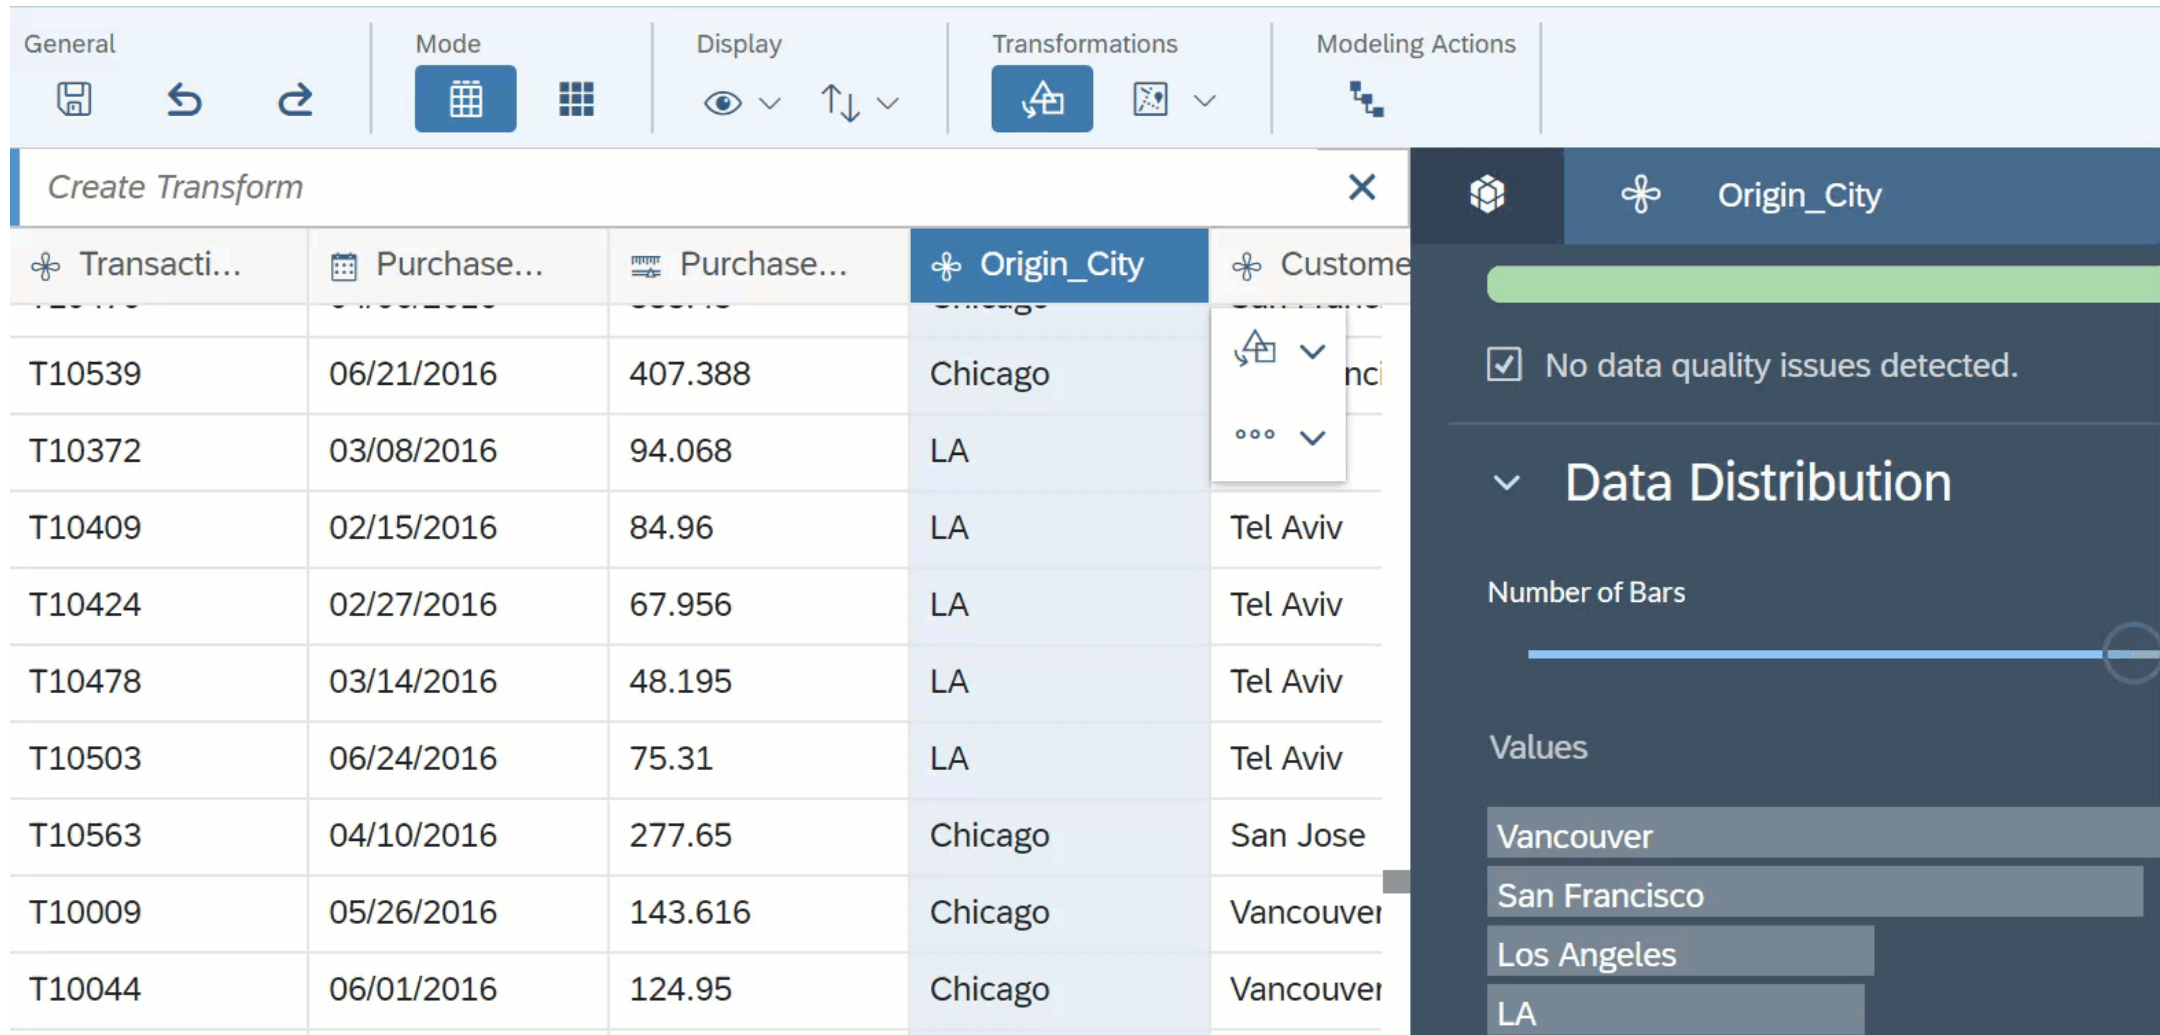 General Mode Display Transformations Modeling Actions
Create Transform
Origin_City
Transacti... Purchase... Purchase... Origin_City Custome
No data quality issues detected.
T10539 06/21/2016 407.388 Chicago
T10372 03/08/2016 94.068 LA
Data Distribution
T10409 02/15/2016 84.96 LA Tel Aviv
T10424 02/27/2016 67.956 LA Tel Aviv
Number of Bars
T10478 03/14/2016 48.195 LA Tel Aviv
T10503 06/24/2016 75.31 LA Tel Aviv
Values
T10563 04/10/2016 277.65 Chicago San Jose
Vancouver
T10009 05/26/2016 143.616 Chicago Vancouver
San Francisco
Los Angeles
T10044 06/01/2016 124.95 Chicago Vancouver
LA